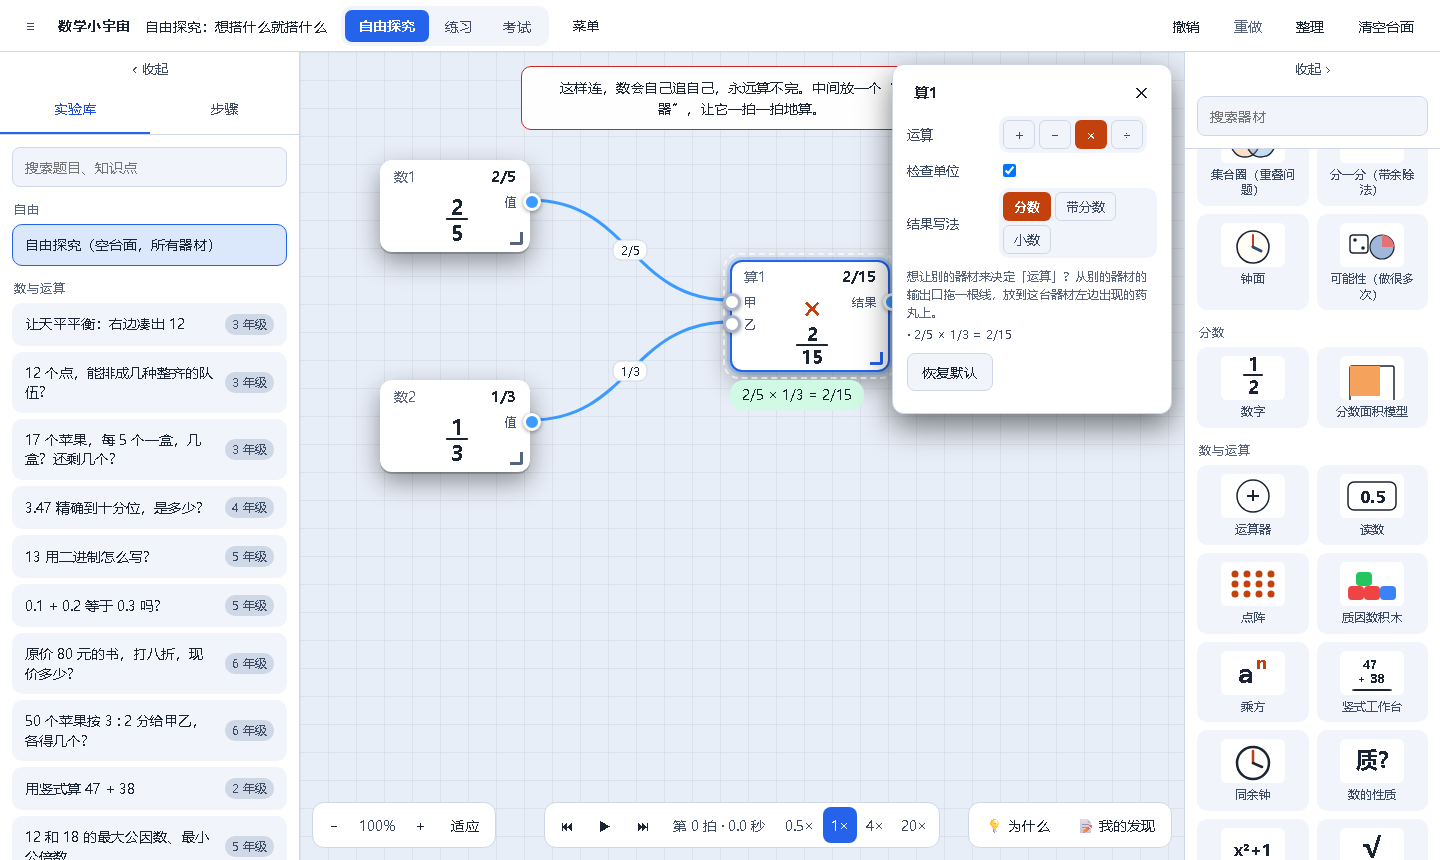 ☰ 数学小宇宙 自由探究：想搭什么就搭什么 自由探究 练习 考试 菜单 撤销 重做 整理 清空台面
‹ 收起
实验库 步骤
搜索题目、知识点
自由
自由探究（空台面，所有器材）
数与运算
让天平平衡：右边凑出 12 3 年级
12 个点，能排成几种整齐的队
伍？ 3 年级
17 个苹果，每 5 个一盒，几
盒？还剩几个？ 3 年级
3.47 精确到十分位，是多少？ 4 年级
13 用二进制怎么写？ 5 年级
0.1 + 0.2 等于 0.3 吗？ 5 年级
原价 80 元的书，打八折，现
价多少？ 6 年级
50 个苹果按 3 : 2 分给甲乙，
各得几个？ 6 年级
用竖式算 47 + 38 2 年级
12 和 18 的最大公因数、最小
公倍数 5 年级
这样连，数会自己追自己，永远算不完。中间放一个“
器”，让它一拍一拍地算。
数1 2/5
值
2
5
2/5
数2 1/3
值
1
3
1/3
算1 2/15
甲 结果
乙
×
2
15
2/5 × 1/3 = 2/15
算1 ✕
运算 + − × ÷
检查单位
结果写法 分数 带分数
小数
想让别的器材来决定「运算」？从别的器材的
输出口拖一根线，放到这台器材左边出现的药
丸上。
· 2/5 × 1/3 = 2/15
恢复默认
− 100% + 适应
第 0 拍 · 0.0 秒 0.5× 1× 4× 20×
为什么 我的发现
收起 ›
搜索器材
集合圈（重叠问
题）
分一分（带余除
法）
钟面
可能性（做很多
次）
分数
1
2
数字
分数面积模型
数与运算
+
运算器
0.5
读数
点阵
质因数积木
aⁿ
乘方
47
+ 38
竖式工作台
同余钟
质?
数的性质
x²+1
√